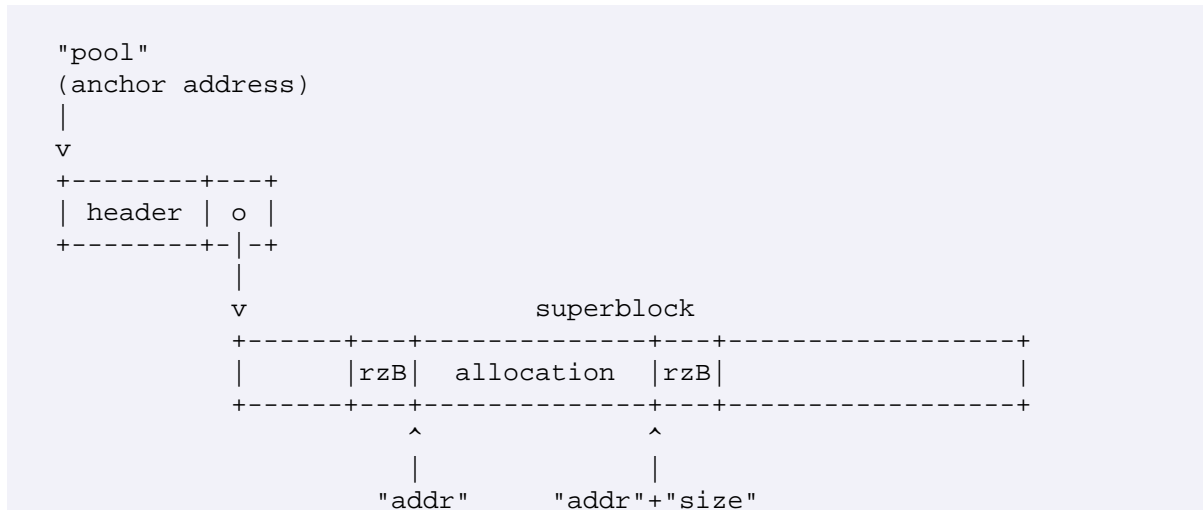 "pool"
(anchor address)
|
v
+--------+---+
| header | o |
+--------+-|-+
           |
           v                  superblock
           +------+---+--------------+---+------------------+
           |      |rzB|  allocation  |rzB|                  |
           +------+---+--------------+---+------------------+
                      ^              ^
                      |              |
                    "addr"     "addr"+"size"